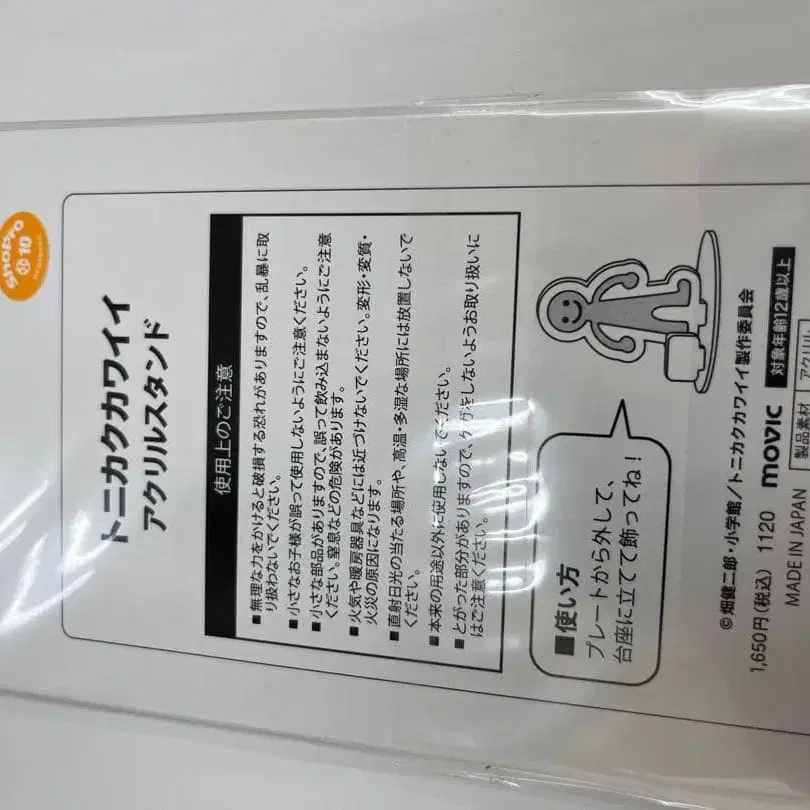 ShoPro
小
10
トニカクカワイイ
アクリルスタンド
使用上のご注意
■無理な力をかけると破損する恐れがありますので、乱暴に取
り扱わないでください。
■小さなお子様が誤って使用しないようにご注意ください。
■小さな部品がありますので、誤って飲み込まないようにご注意
ください。窒息などの危険があります。
■火気や暖房器具などには近づけないでください。変形・変質・
火災の原因になります。
■直射日光の当たる場所や、高温・多湿な場所には放置しないで
ください。
■本来の用途以外に使用しないでください。
■とがった部分がありますので、ケガをしないようお取り扱いに
はご注意ください。
■使い方
プレートから外して、
台座に立てて飾ってね!
©畑健二郎・小学館/トニカクカワイイ製作委員会
1,650円(税込) 1120 movic 対象年齢12歳以上
MADE IN JAPAN 製品素材 アクリル